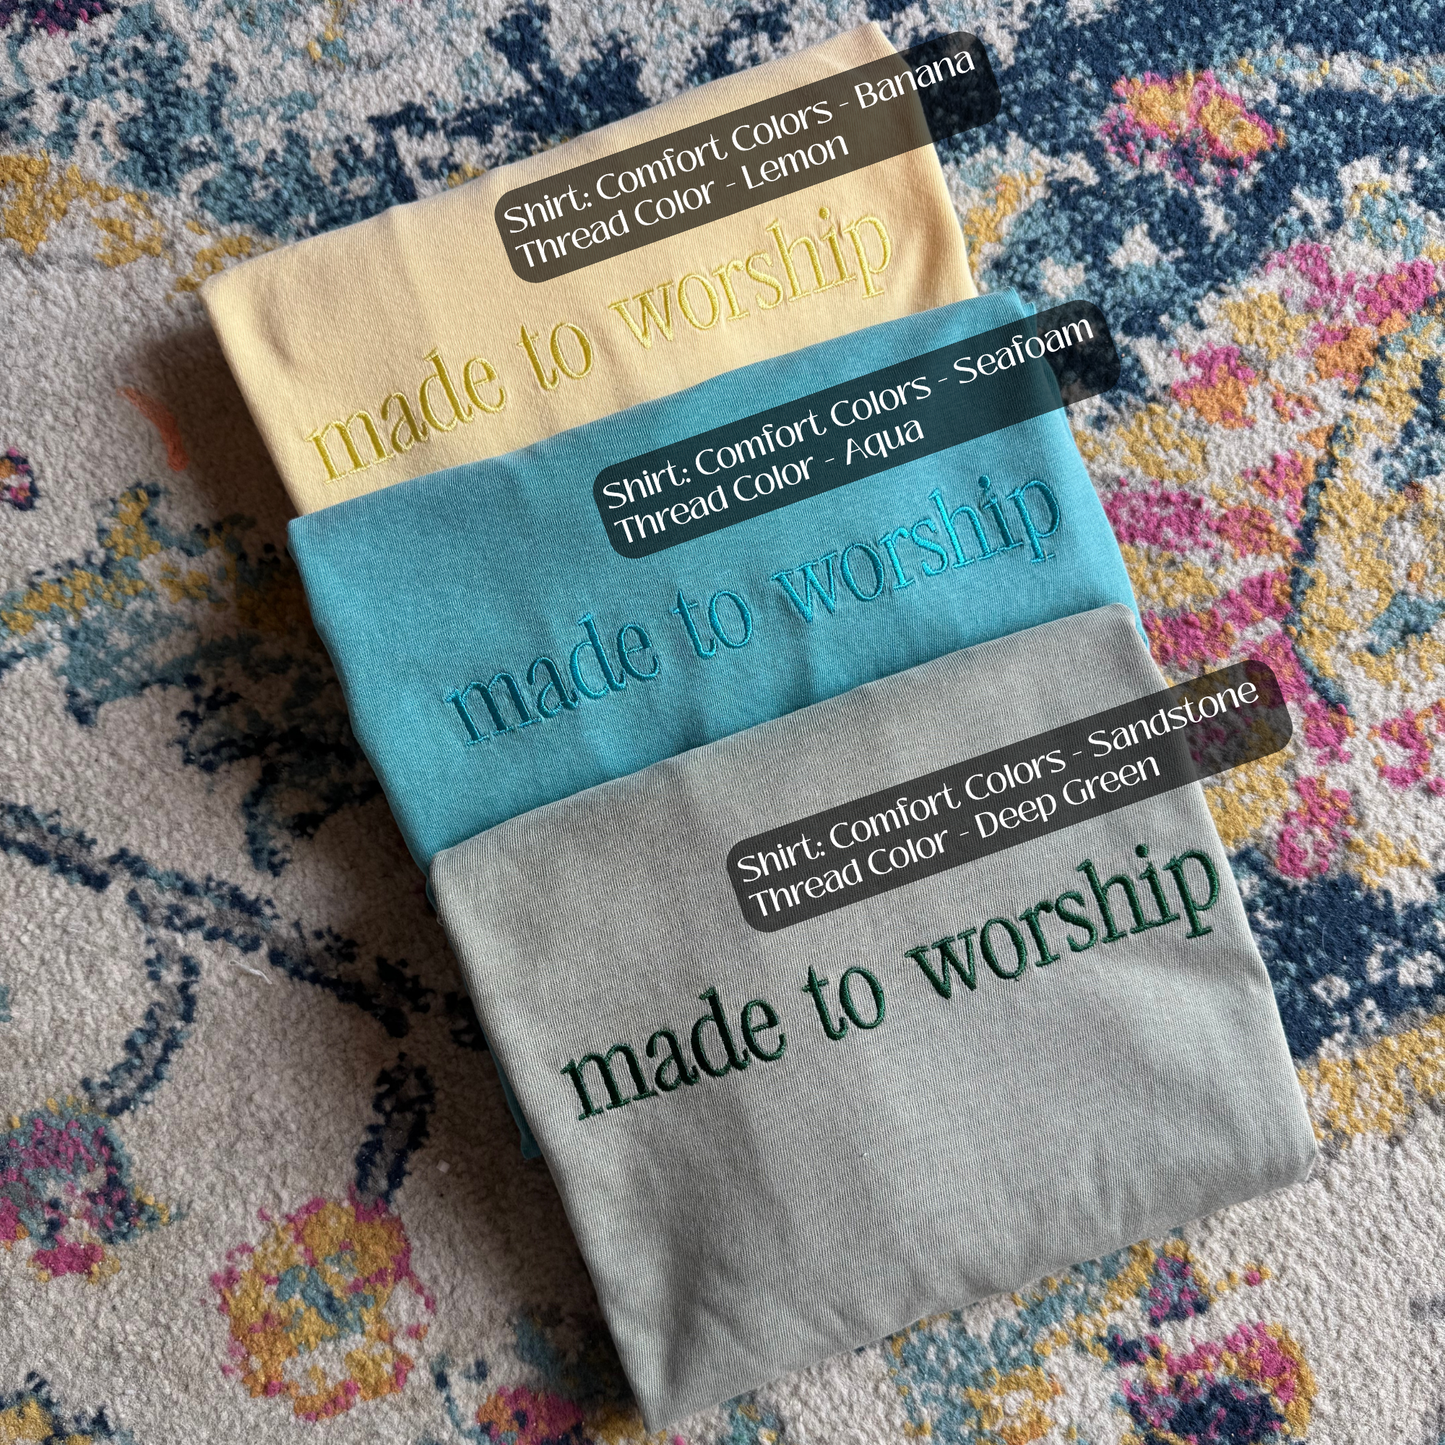 Shirt: Comfort Colors - Banana
Thread Color - Lemon
made to worship
Shirt: Comfort Colors - Seafoam
Thread Color - Aqua
made to worship
Shirt: Comfort Colors - Sandstone
Thread Color - Deep Green
made to worship